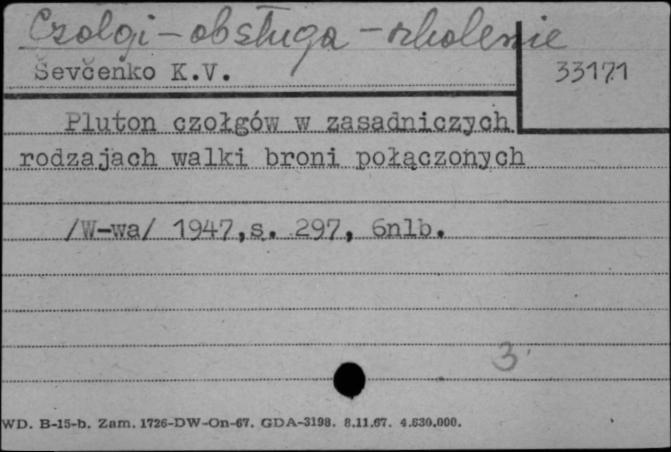 Czołgi - obsługa - szkolenie
Ševčenko K.V.
33171
Pluton czołgów w zasadniczych
rodzajach walki broni połączonych
/W-wa/ 1947,s. 297, 6nlb.
3
WD. B-15-b. Zam. 1726-DW-On-67. GDA-3198. 8.11.67. 4.630.000.